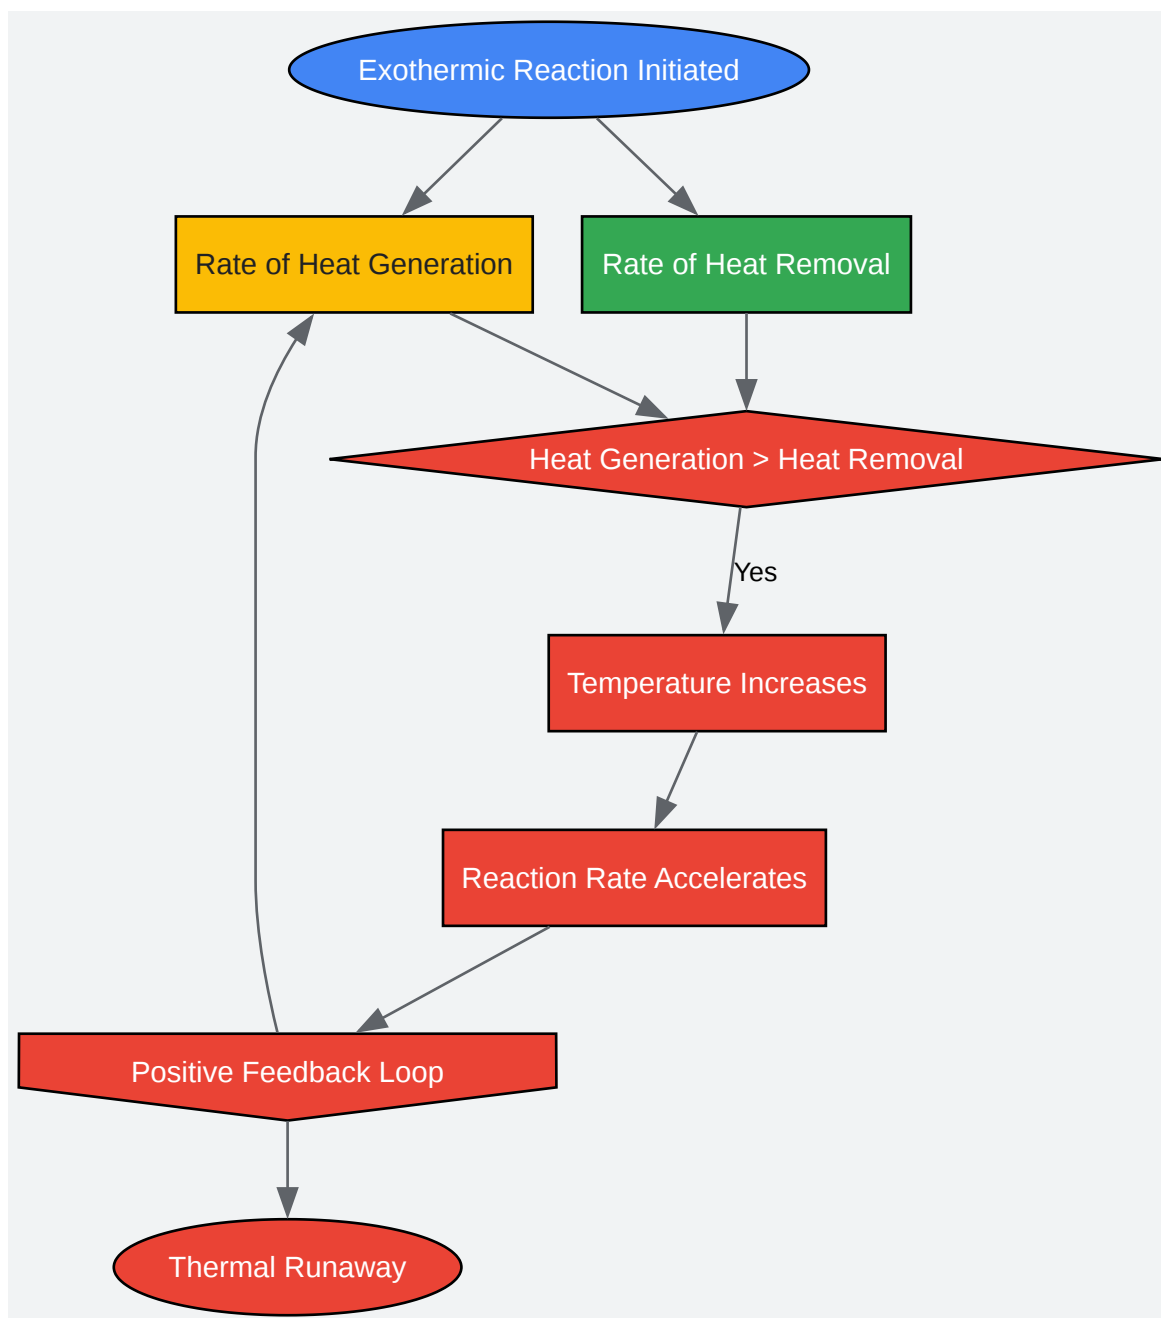 Exothermic Reaction Initiated
Rate of Heat Generation
Rate of Heat Removal
Heat Generation > Heat Removal
Yes
Temperature Increases
Reaction Rate Accelerates
Positive Feedback Loop
Thermal Runaway